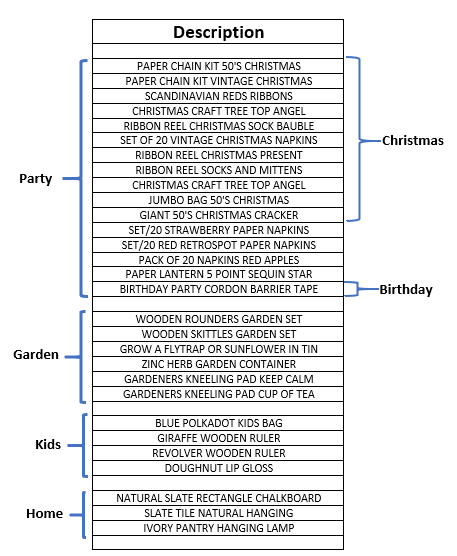 Description
PAPER CHAIN KIT 50'S CHRISTMAS
PAPER CHAIN KIT VINTAGE CHRISTMAS
SCANDINAVIAN REDS RIBBONS
CHRISTMAS CRAFT TREE TOP ANGEL
RIBBON REEL CHRISTMAS SOCK BAUBLE
SET OF 20 VINTAGE CHRISTMAS NAPKINS
Christmas
RIBBON REEL CHRISTMAS PRESENT
RIBBON REEL SOCKS AND MITTENS
Party
CHRISTMAS CRAFT TREE TOP ANGEL
JUMBO BAG 50'S CHRISTMAS
GIANT 50'S CHRISTMAS CRACKER
SET/20 STRAWBERRY PAPER NAPKINS
SET/20 RED RETROSPOT PAPER NAPKINS
PACK OF 20 NAPKINS RED APPLES
PAPER LANTERN 5 POINT SEQUIN STAR
BIRTHDAY PARTY CORDON BARRIER TAPE
Birthday
WOODEN ROUNDERS GARDEN SET
WOODEN SKITTLES GARDEN SET
Garden
GROW A FLYTRAP OR SUNFLOWER IN TIN
ZINC HERB GARDEN CONTAINER
GARDENERS KNEELING PAD KEEP CALM
GARDENERS KNEELING PAD CUP OF TEA
BLUE POLKADOT KIDS BAG
GIRAFFE WOODEN RULER
Kids
REVOLVER WOODEN RULER
DOUGHNUT LIP GLOSS
NATURAL SLATE RECTANGLE CHALKBOARD
Home
SLATE TILE NATURAL HANGING
IVORY PANTRY HANGING LAMP